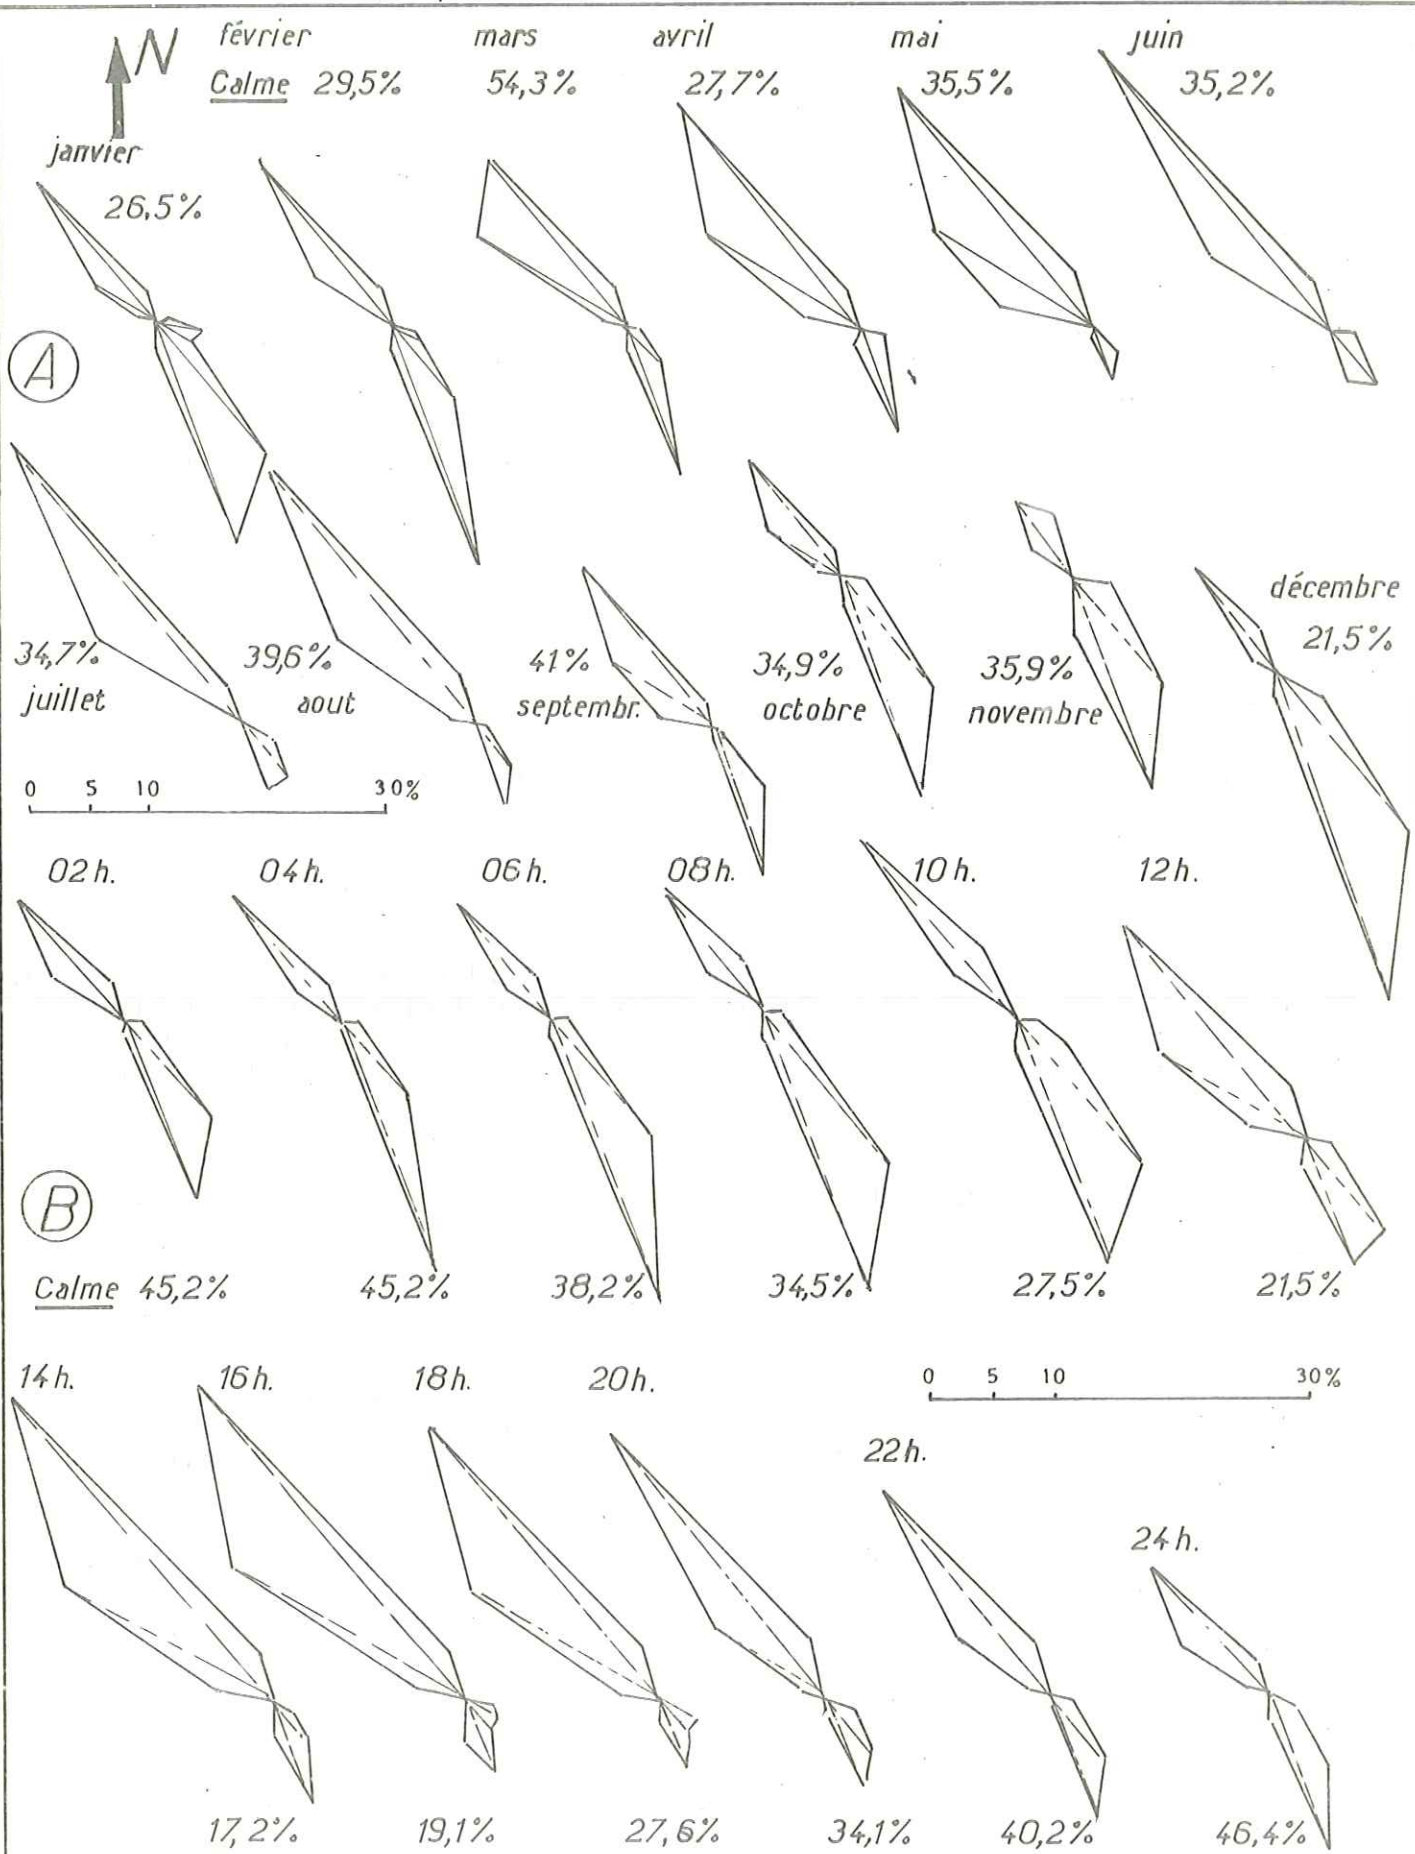 N février mars avril mai juin
Calme 29,5% 54,3% 27,7% 35,5% 35,2%
janvier
26,5%
A
décembre
21,5%
34,7% 39,6% 41% 34,9% 35,9%
juillet aout septembr. octobre novembre
0 5 10 30%
02h. 04h. 06h. 08h. 10h. 12h.
B
Calme 45,2% 45,2% 38,2% 34,5% 27,5% 21,5%
14h. 16h. 18h. 20h.
0 5 10 30%
22h.
24h.
17,2% 19,1% 27,6% 34,1% 40,2% 46,4%